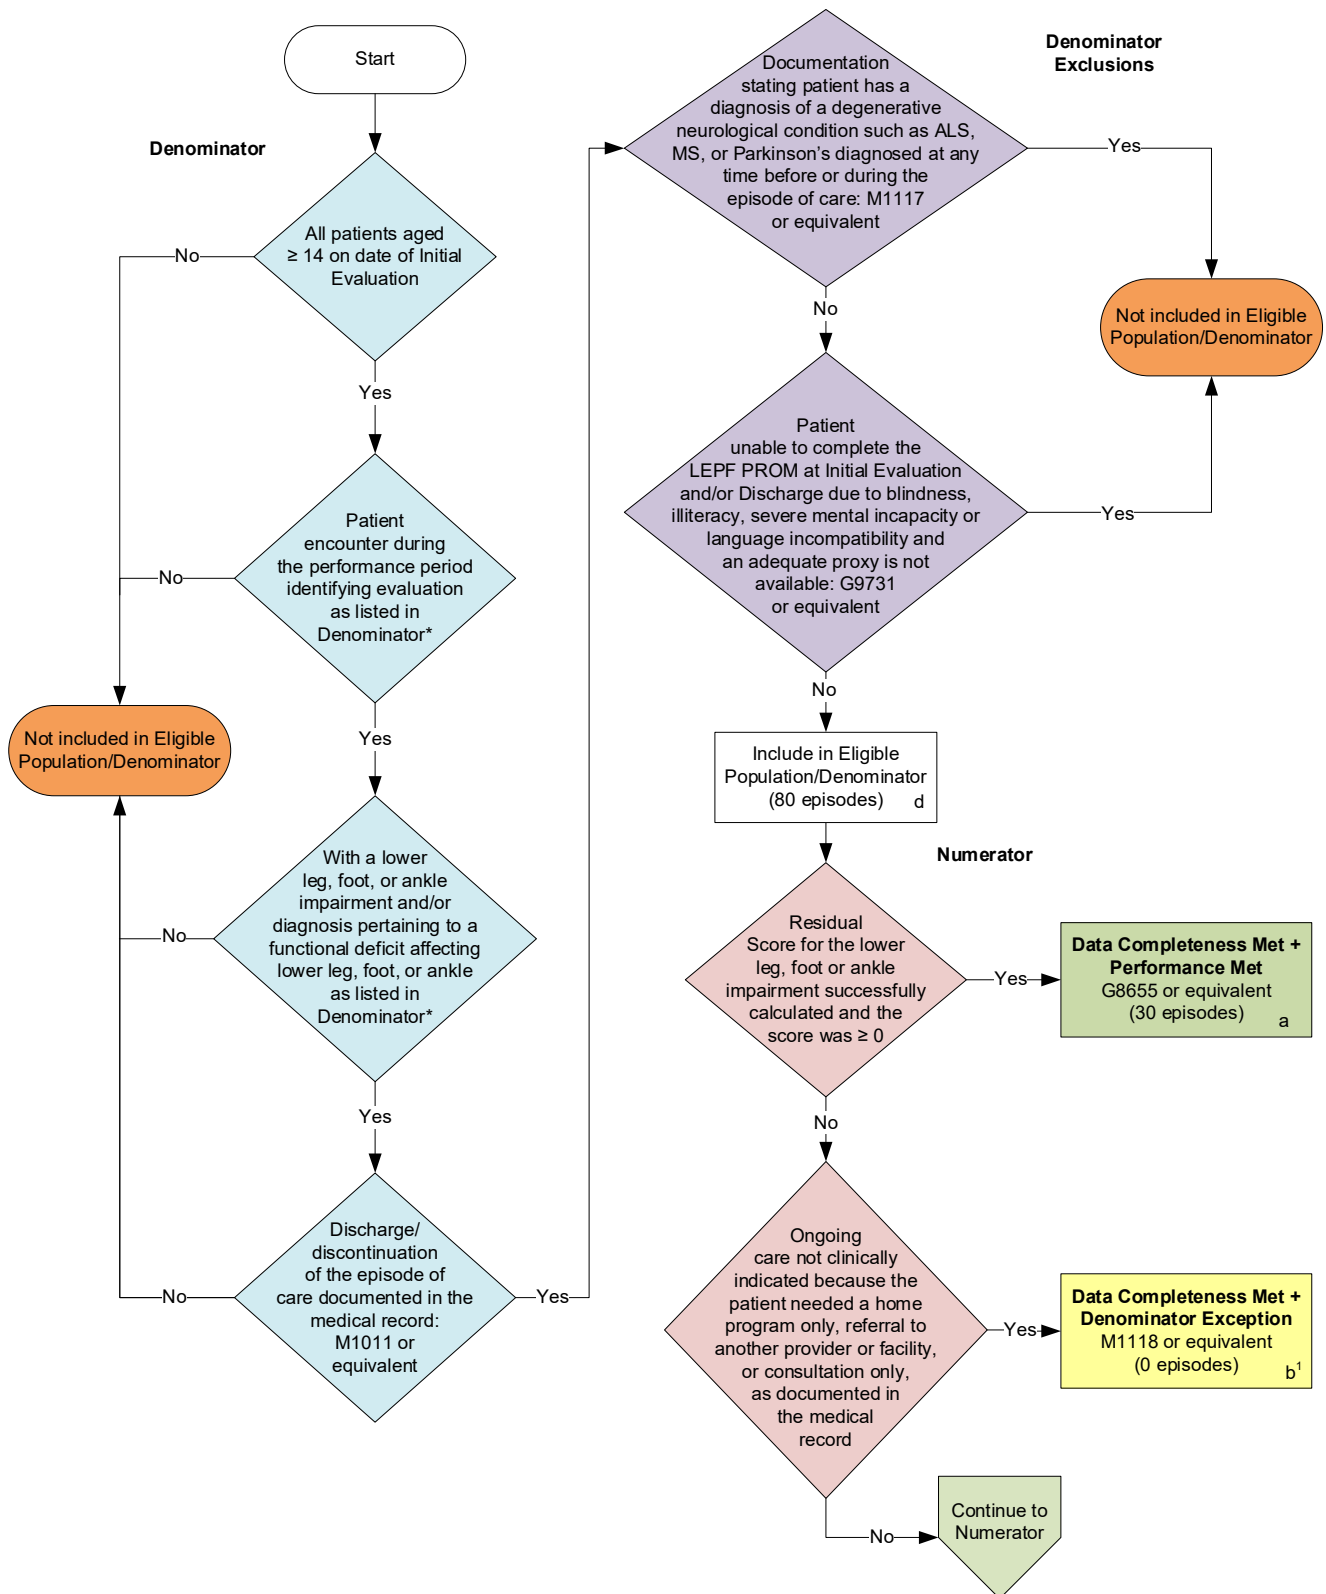 Start
Denominator
All patients aged
≥ 14 on date of Initial
Evaluation
No
Yes
Patient
encounter during
the performance period
identifying evaluation
as listed in
Denominator*
No
Yes
Not included in Eligible
Population/Denominator
With a lower
leg, foot, or ankle
impairment and/or
diagnosis pertaining to a
functional deficit affecting
lower leg, foot, or ankle
as listed in
Denominator*
No
Yes
Discharge/
discontinuation
of the episode of
care documented in the
medical record:
M1011 or
equivalent
No
Yes
Denominator
Exclusions
Documentation
stating patient has a
diagnosis of a degenerative
neurological condition such as ALS,
MS, or Parkinson's diagnosed at any
time before or during the
episode of care: M1117
or equivalent
Yes
No
Not included in Eligible
Population/Denominator
Patient
unable to complete the
LEPF PROM at Initial Evaluation
and/or Discharge due to blindness,
illiteracy, severe mental incapacity or
language incompatibility and
an adequate proxy is not
available: G9731
or equivalent
Yes
No
Include in Eligible
Population/Denominator
(80 episodes) d
Numerator
Residual
Score for the lower
leg, foot or ankle
impairment successfully
calculated and the
score was ≥ 0
Yes
Data Completeness Met +
Performance Met
G8655 or equivalent
(30 episodes) a
No
Ongoing
care not clinically
indicated because the
patient needed a home
program only, referral to
another provider or facility,
or consultation only,
as documented in
the medical
record
Yes
Data Completeness Met +
Denominator Exception
M1118 or equivalent
(0 episodes) b¹
No
Continue to
Numerator